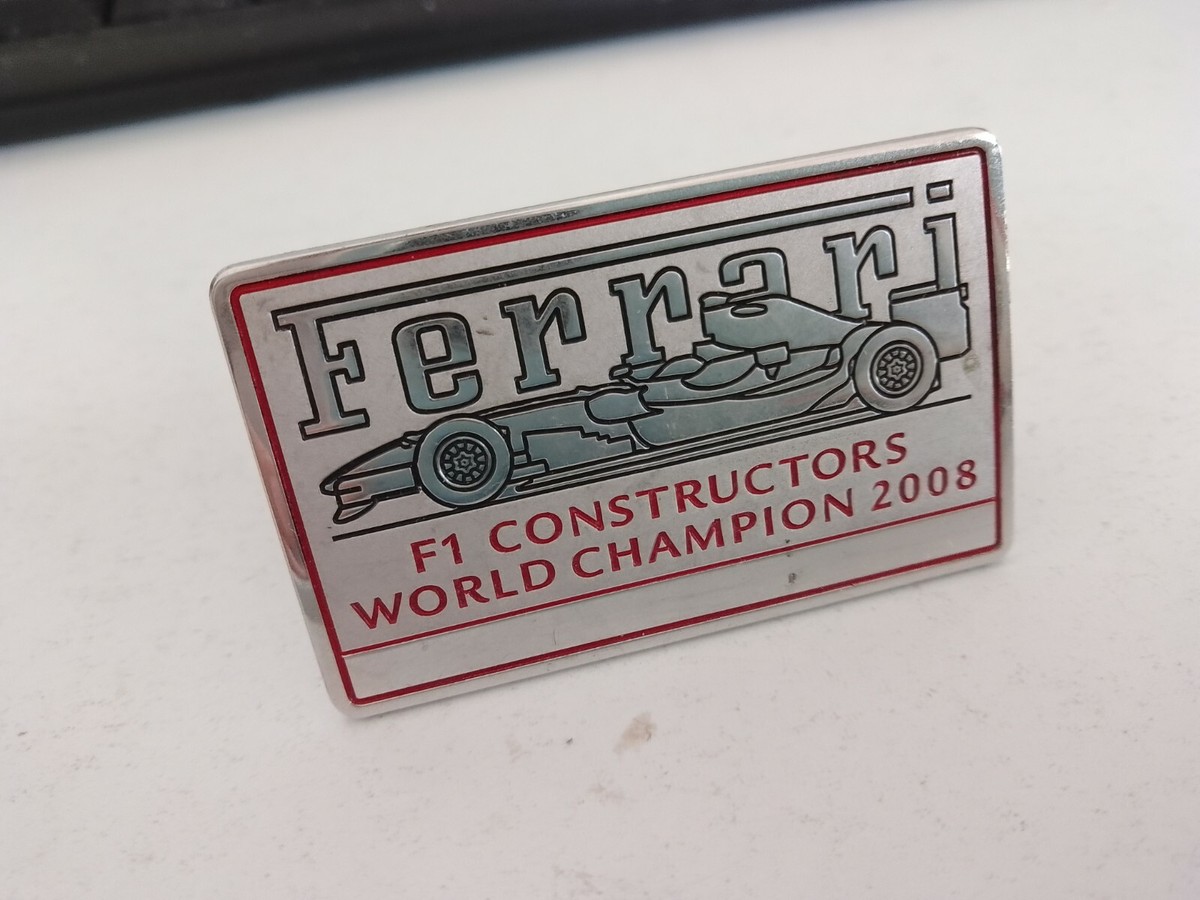 Ferrari
F1 CONSTRUCTORS
WORLD CHAMPION 2008